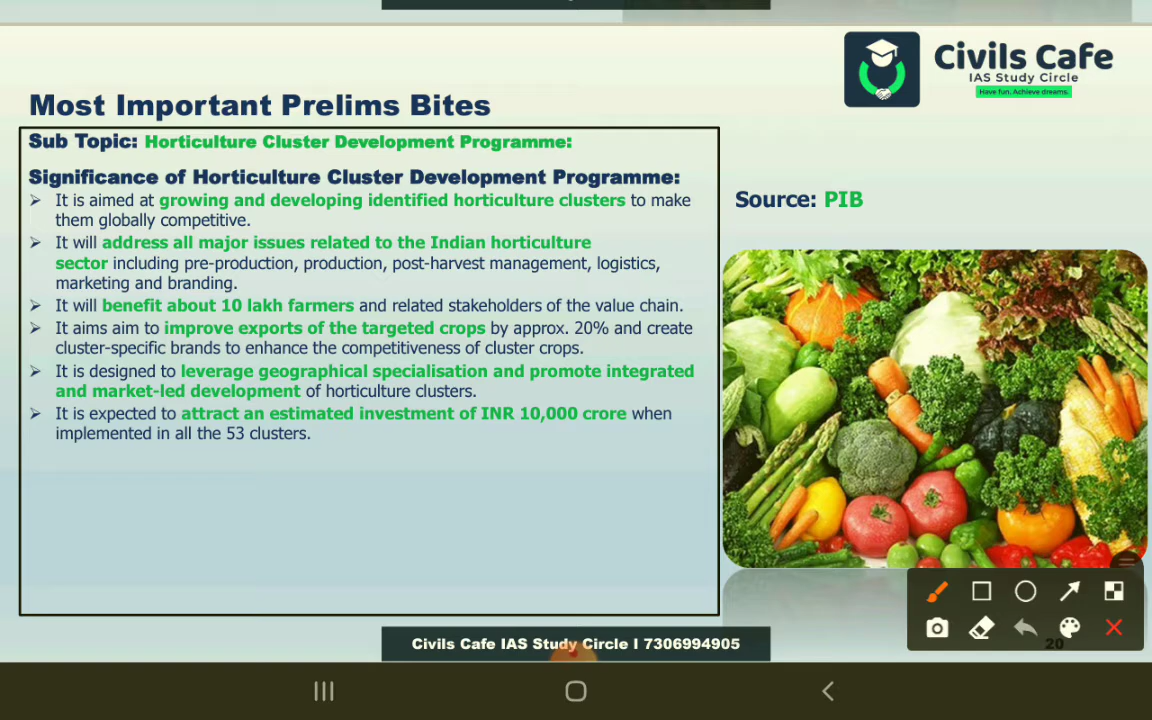 Civils Cafe
IAS Study Circle
Have fun. Achieve dreams.
Most Important Prelims Bites
Sub Topic: Horticulture Cluster Development Programme:
Significance of Horticulture Cluster Development Programme:
➢ It is aimed at growing and developing identified horticulture clusters to make
them globally competitive.
➢ It will address all major issues related to the Indian horticulture
sector including pre-production, production, post-harvest management, logistics,
marketing and branding.
➢ It will benefit about 10 lakh farmers and related stakeholders of the value chain.
➢ It aims aim to improve exports of the targeted crops by approx. 20% and create
cluster-specific brands to enhance the competitiveness of cluster crops.
➢ It is designed to leverage geographical specialisation and promote integrated
and market-led development of horticulture clusters.
➢ It is expected to attract an estimated investment of INR 10,000 crore when
implemented in all the 53 clusters.
Source: PIB
Civils Cafe IAS Study Circle I 7306994905
20